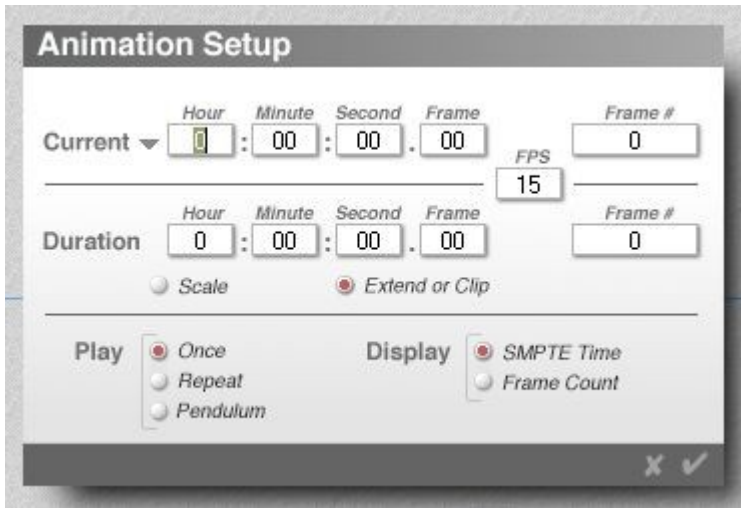 Animation Setup
Hour Minute Second Frame Frame #
Current 0 : 00 : 00 . 00 0
FPS
15
Hour Minute Second Frame Frame #
Duration 0 : 00 : 00 . 00 0
Scale Extend or Clip
Play Once Display SMPTE Time
Repeat Frame Count
Pendulum